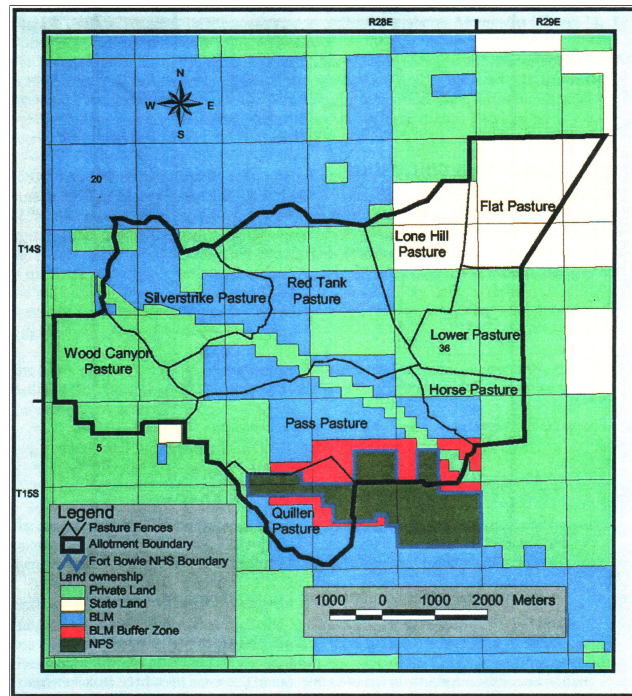 R28E R29E
N
W E
S
20
Flat Pasture
T14S
Lone Hill
Pasture
Red Tank
Pasture
Silverstrike Pasture
Lower Pasture
36
Wood Canyon
Pasture
Horse Pasture
Pass Pasture
5
T15S
Quillen
Pasture
Legend
Pasture Fences
Allotment Boundary
Fort Bowie NHS Boundary
Land ownership
Private Land
State Land
BLM
BLM Buffer Zone
NPS
1000 0 1000 2000 Meters